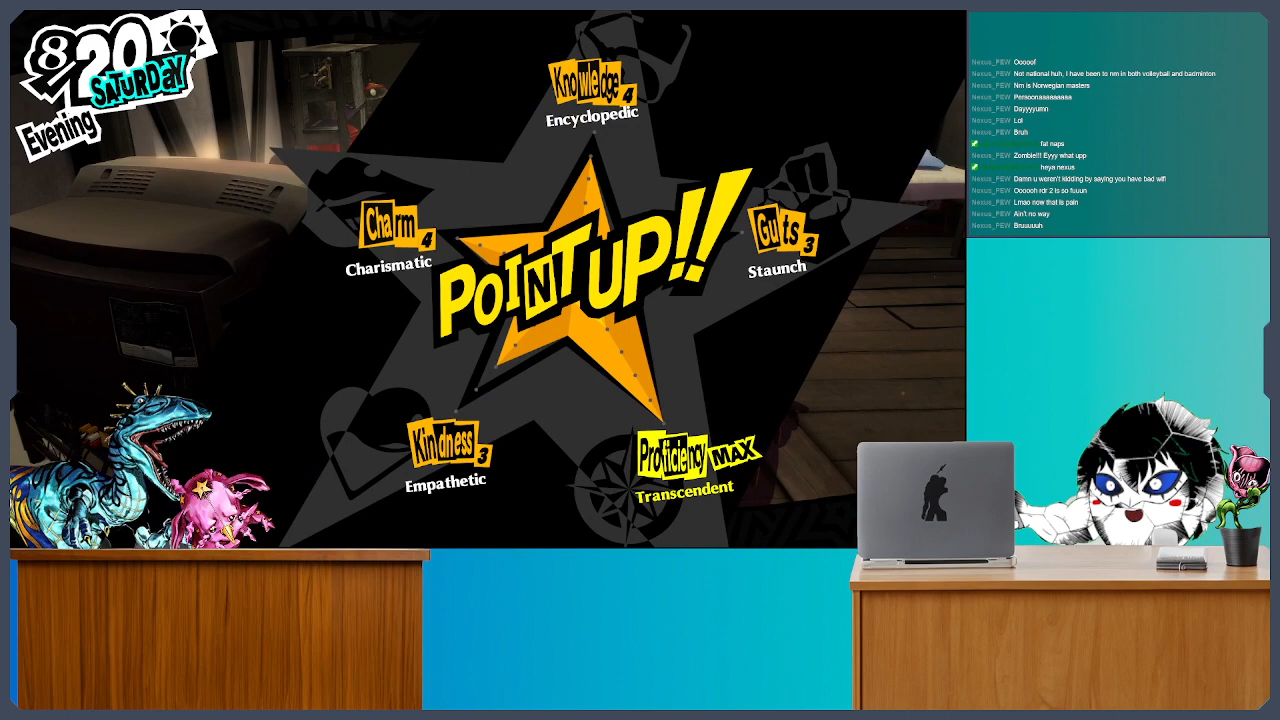 8/20
SATURDAY
Evening
Knowledge 4
Encyclopedic
Charm 4
Charismatic
Guts 3
Staunch
POINT UP!!
Kindness 3
Empathetic
Proficiency MAX
Transcendent
Nexus_PEW Ooooof
Nexus_PEW Not national huh, I have been to nm in both volleyball and badminton
Nexus_PEW Nm is Norwegian masters
Nexus_PEW Personaaaaaaaa
Nexus_PEW Dayyyyumn
Nexus_PEW Lol
Nexus_PEW Bruh
fat naps
Nexus_PEW Zombie!!! Eyyy what upp
heya nexus
Nexus_PEW Damn u weren't kidding by saying you have bad wifi
Nexus_PEW Oooooh rdr 2 is so fuuun
Nexus_PEW Lmao now that is pain
Nexus_PEW Ain't no way
Nexus_PEW Bruuuuuh